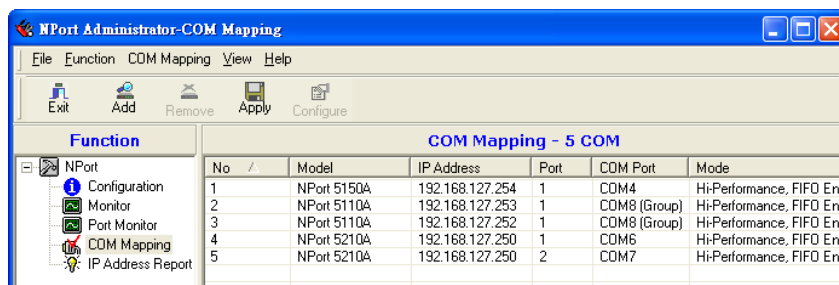 NPort Administrator-COM Mapping
File Function COM Mapping View Help
Exit Add Remove Apply Configure
Function
COM Mapping - 5 COM
NPort
Configuration
Monitor
Port Monitor
COM Mapping
IP Address Report
No Model IP Address Port COM Port Mode
1 NPort 5150A 192.168.127.254 1 COM4 Hi-Performance, FIFO En
2 NPort 5110A 192.168.127.253 1 COM8 (Group) Hi-Performance, FIFO En
3 NPort 5110A 192.168.127.252 1 COM8 (Group) Hi-Performance, FIFO En
4 NPort 5210A 192.168.127.250 1 COM6 Hi-Performance, FIFO En
5 NPort 5210A 192.168.127.250 2 COM7 Hi-Performance, FIFO En